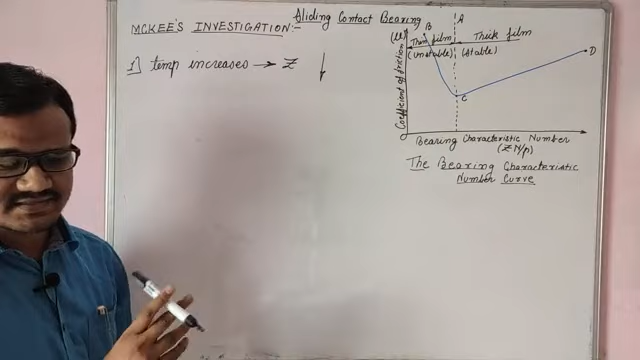 Sliding Contact Bearing
MCKEE'S INVESTIGATION:-
1] temp increases → Z ↓
(μ)
B
A
Thin film
Thick film
(Unstable)
(Stable)
D
C
Coefficient of friction
Bearing Characteristic Number
(ZN/p)
The Bearing Characteristic
Number Curve